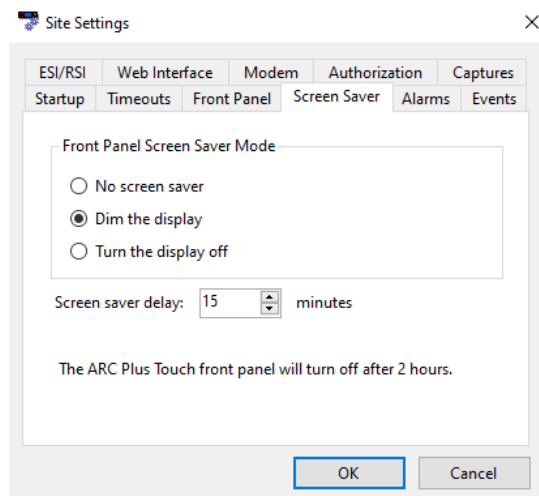 Site Settings
ESI/RSI Web Interface Modem Authorization Captures
Startup Timeouts Front Panel Screen Saver Alarms Events
Front Panel Screen Saver Mode
No screen saver
Dim the display
Turn the display off
Screen saver delay: 15 minutes
The ARC Plus Touch front panel will turn off after 2 hours.
OK Cancel